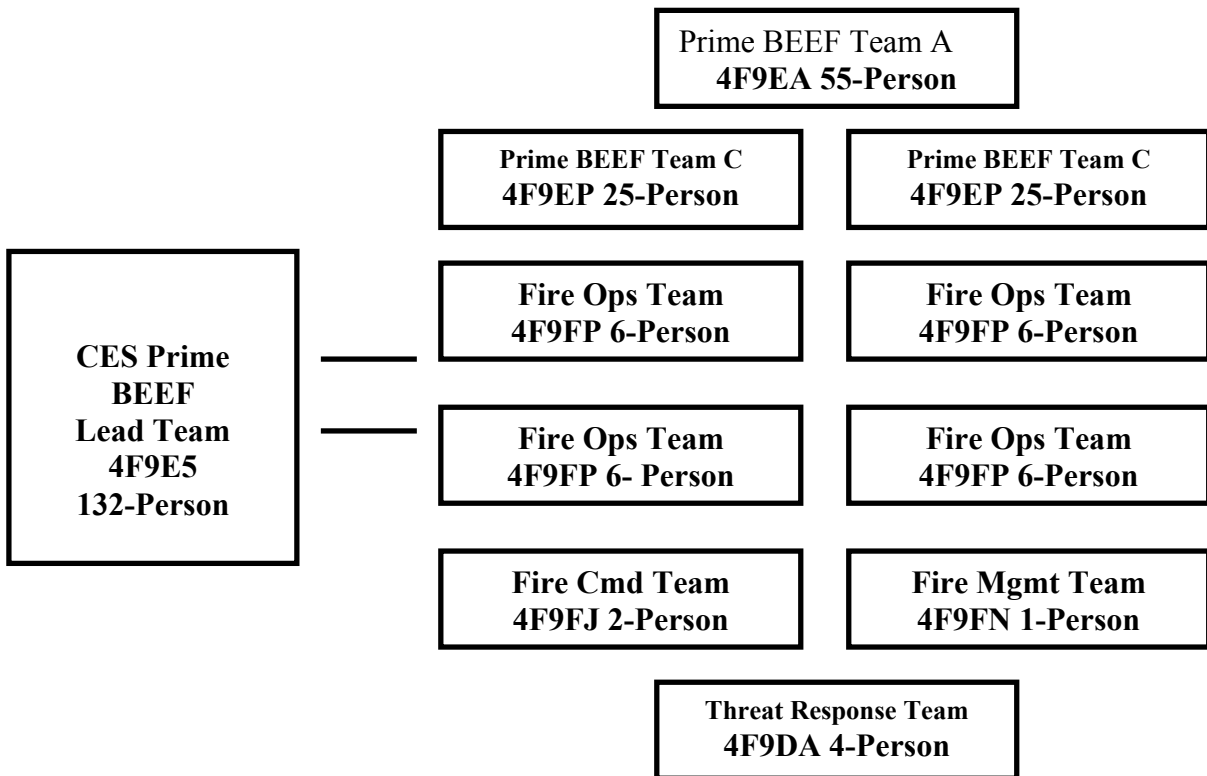 Prime BEEF Team A
4F9EA 55-Person
Prime BEEF Team C
4F9EP 25-Person
Prime BEEF Team C
4F9EP 25-Person
CES Prime
BEEF
Lead Team
4F9E5
132-Person
Fire Ops Team
4F9FP 6-Person
Fire Ops Team
4F9FP 6-Person
Fire Ops Team
4F9FP 6- Person
Fire Ops Team
4F9FP 6-Person
Fire Cmd Team
4F9FJ 2-Person
Fire Mgmt Team
4F9FN 1-Person
Threat Response Team
4F9DA 4-Person